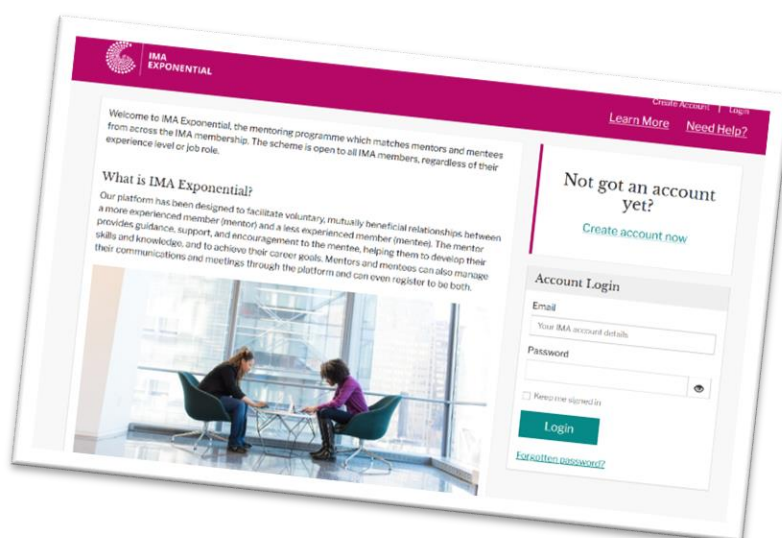 IMA
EXPONENTIAL
Create Account | Login
Learn More Need Help?
Welcome to IMA Exponential, the mentoring programme which matches mentors and mentees
from across the IMA membership. The scheme is open to all IMA members, regardless of their
experience level or job role.
What is IMA Exponential?
Our platform has been designed to facilitate voluntary, mutually beneficial relationships between
a more experienced member (mentor) and a less experienced member (mentee). The mentor
provides guidance, support, and encouragement to the mentee, helping them to develop their
skills and knowledge, and to achieve their career goals. Mentors and mentees can also manage
their communications and meetings through the platform and can even register to be both.
Not got an account
yet?
Create account now
Account Login
Email
Your IMA account details
Password
Keep me signed in
Login
Forgotten password?